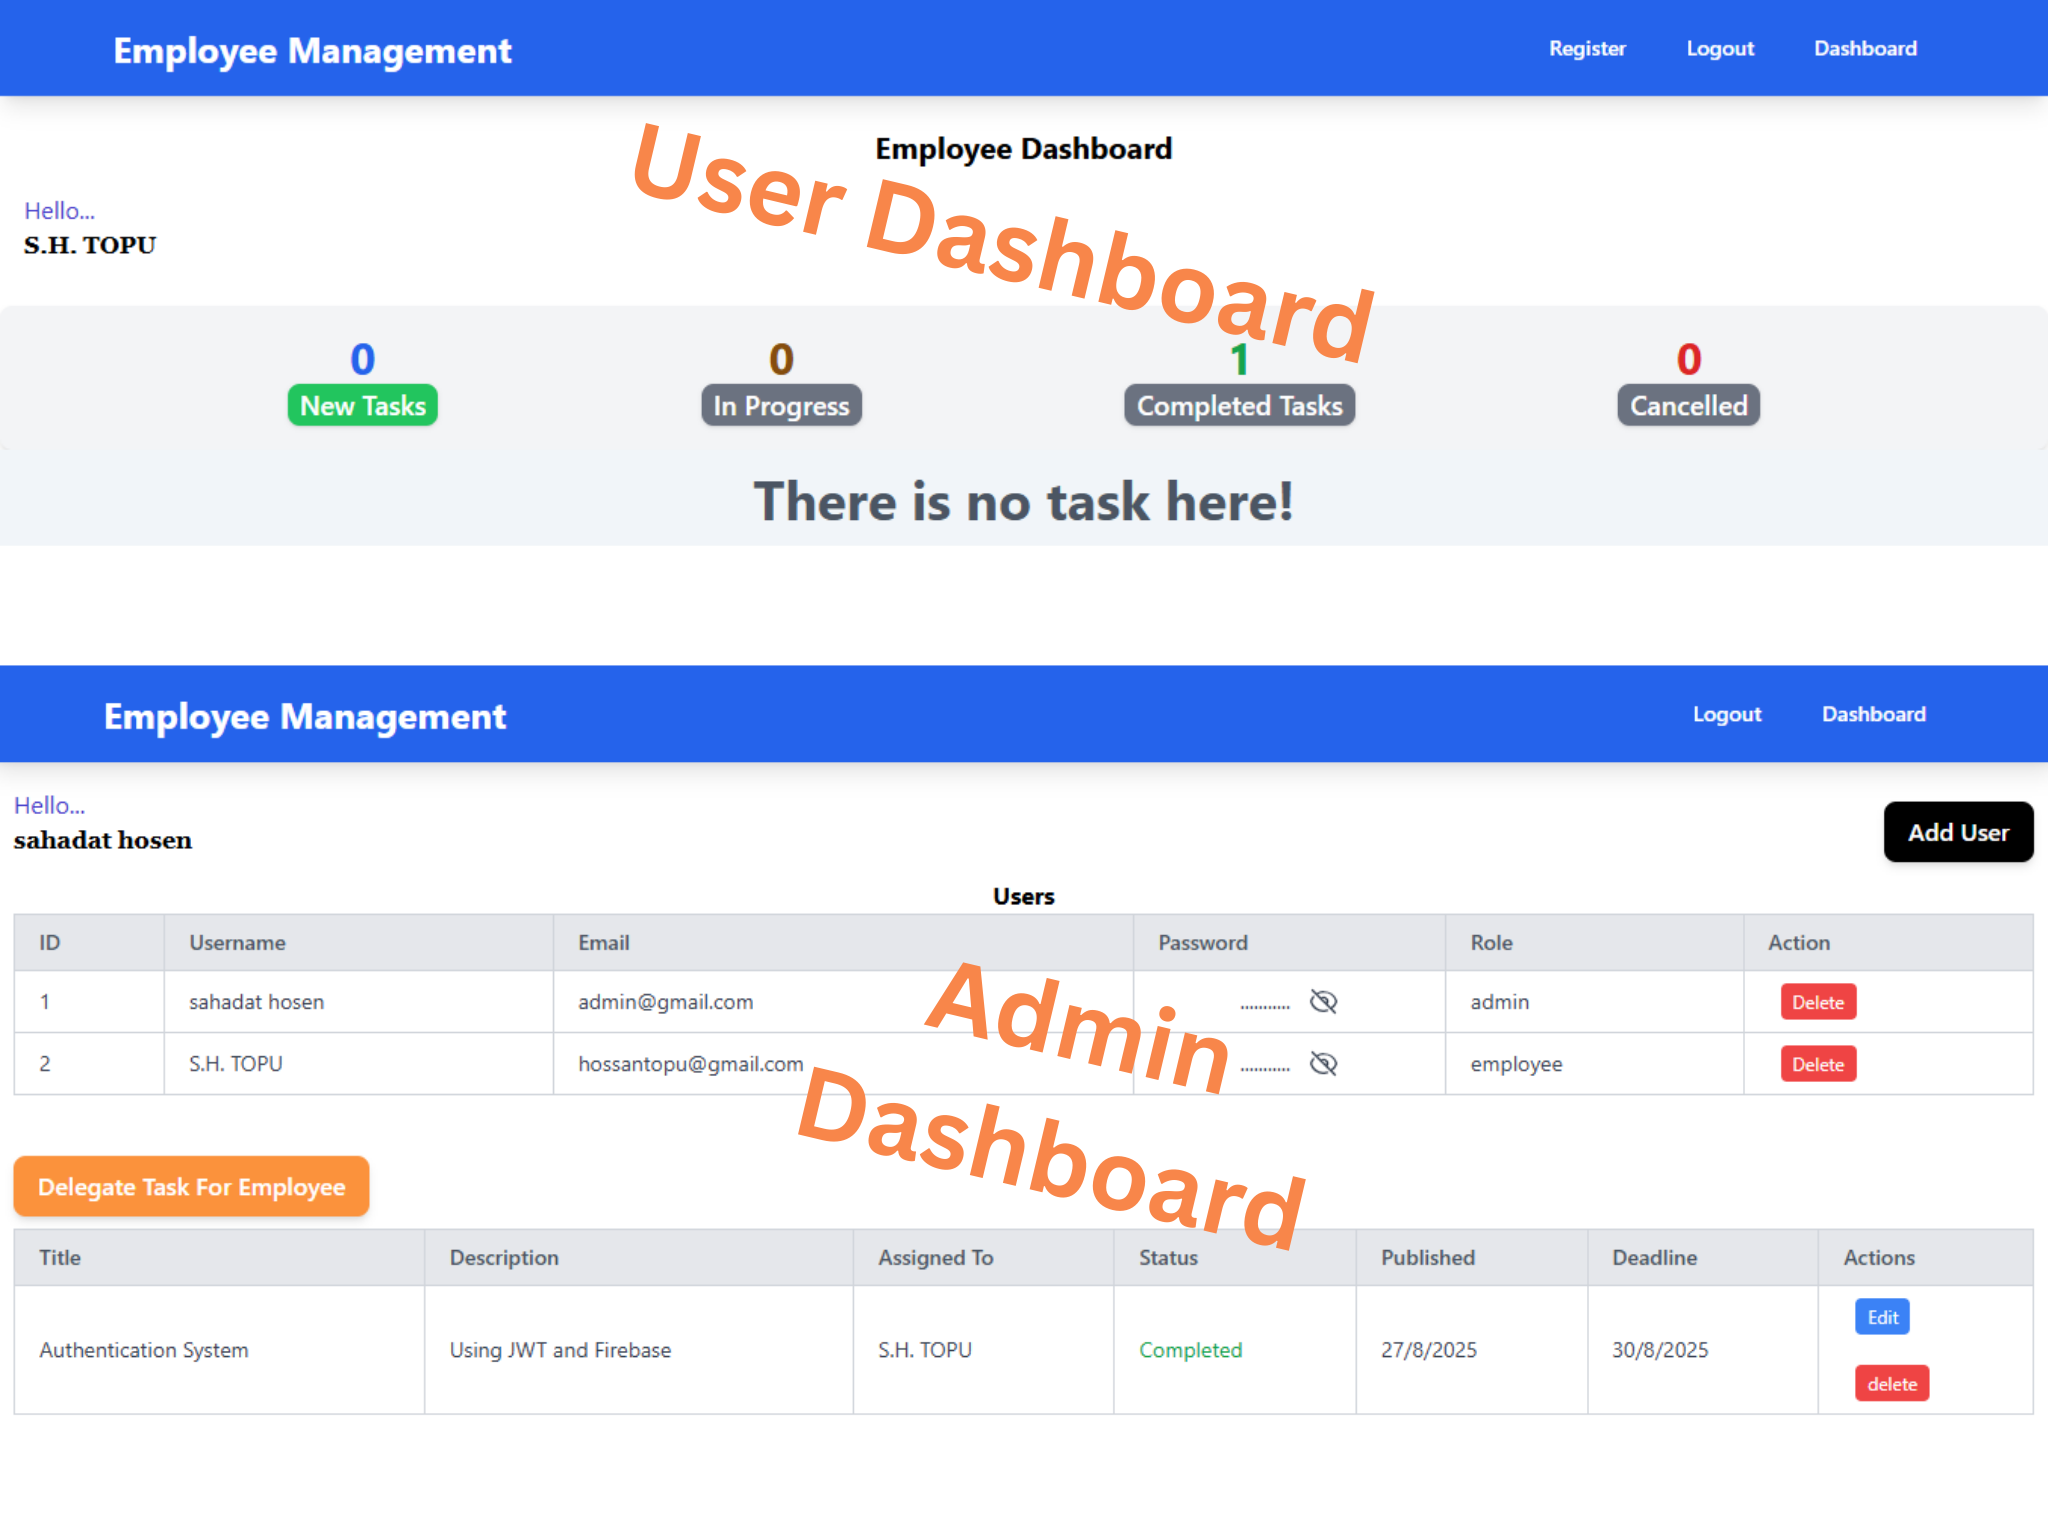 Employee Management Register Logout Dashboard
Employee Dashboard
User Dashboard
Hello...
S.H. TOPU
0 0 1 0
New Tasks In Progress Completed Tasks Cancelled
There is no task here!
Employee Management Logout Dashboard
Hello...
sahadat hosen
Add User
Users
ID Username Email Password Role Action
1 sahadat hosen admin@gmail.com ........... admin Delete
2 S.H. TOPU hossantopu@gmail.com ........... employee Delete
Admin
Dashboard
Delegate Task For Employee
Title Description Assigned To Status Published Deadline Actions
Authentication System Using JWT and Firebase S.H. TOPU Completed 27/8/2025 30/8/2025 Edit
delete